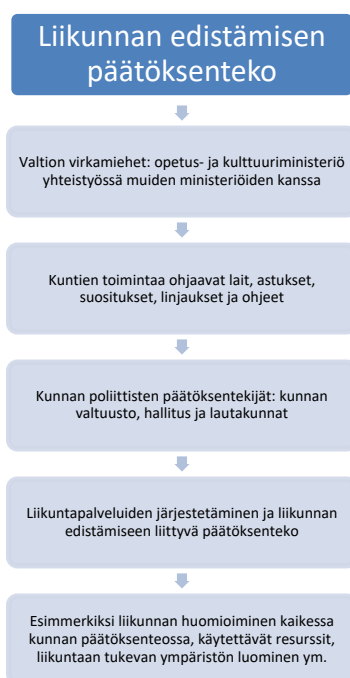 Liikunnan edistämisen
päätöksenteko
Valtion virkamiehet: opetus- ja kulttuuriministeriö
yhteistyössä muiden ministeriöiden kanssa
Kuntien toimintaa ohjaavat lait, astukset,
suositukset, linjaukset ja ohjeet
Kunnan poliittisten päätöksentekijät: kunnan
valtuusto, hallitus ja lautakunnat
Liikuntapalveluiden järjestetäminen ja liikunnan
edistämiseen liittyvä päätöksenteko
Esimmerkiksi liikunnan huomioiminen kaikessa
kunnan päätöksenteossa, käytettävät resurssit,
liikuntaan tukevan ympäristön luominen ym.